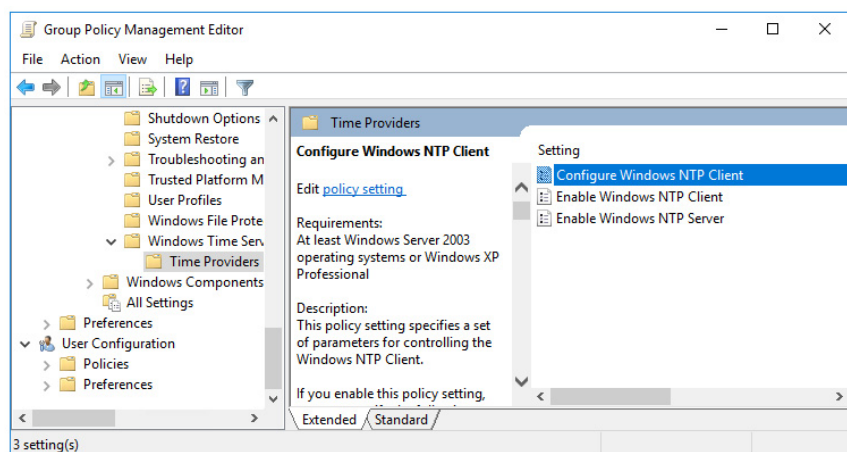 Group Policy Management Editor
File Action View Help
Shutdown Options
System Restore
Troubleshooting an
Trusted Platform M
User Profiles
Windows File Prote
Windows Time Serv
Time Providers
Windows Components
All Settings
Preferences
User Configuration
Policies
Preferences
Time Providers
Configure Windows NTP Client
Edit policy setting
Requirements:
At least Windows Server 2003
operating systems or Windows XP
Professional
Description:
This policy setting specifies a set
of parameters for controlling the
Windows NTP Client.
If you enable this policy setting,
Setting
Configure Windows NTP Client
Enable Windows NTP Client
Enable Windows NTP Server
Extended Standard
3 setting(s)